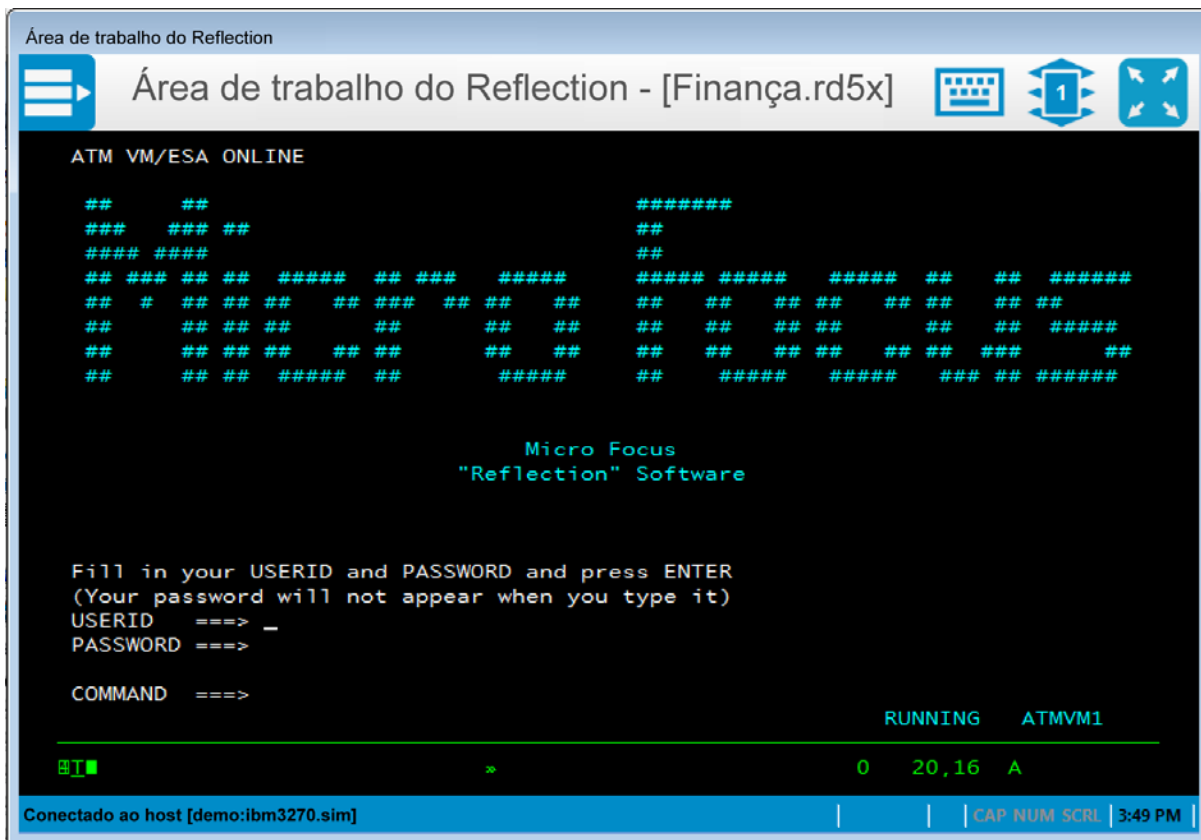 Área de trabalho do Reflection
Área de trabalho do Reflection - [Finança.rd5x]
1
ATM VM/ESA ONLINE
Micro Focus
Micro Focus
"Reflection" Software
Fill in your USERID and PASSWORD and press ENTER
(Your password will not appear when you type it)
USERID ===> _
PASSWORD ===>
COMMAND ===>
RUNNING ATMVM1
» 0 20,16 A
Conectado ao host [demo:ibm3270.sim] CAP NUM SCRL 3:49 PM